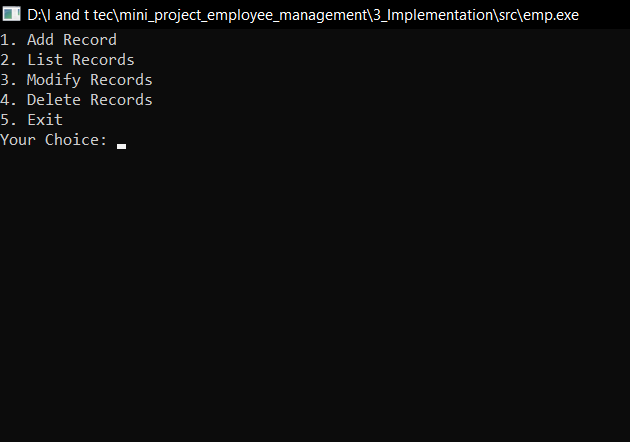 D:\l and t tec\mini_project_employee_management\3_Implementation\src\emp.exe
1. Add Record
2. List Records
3. Modify Records
4. Delete Records
5. Exit
Your Choice: